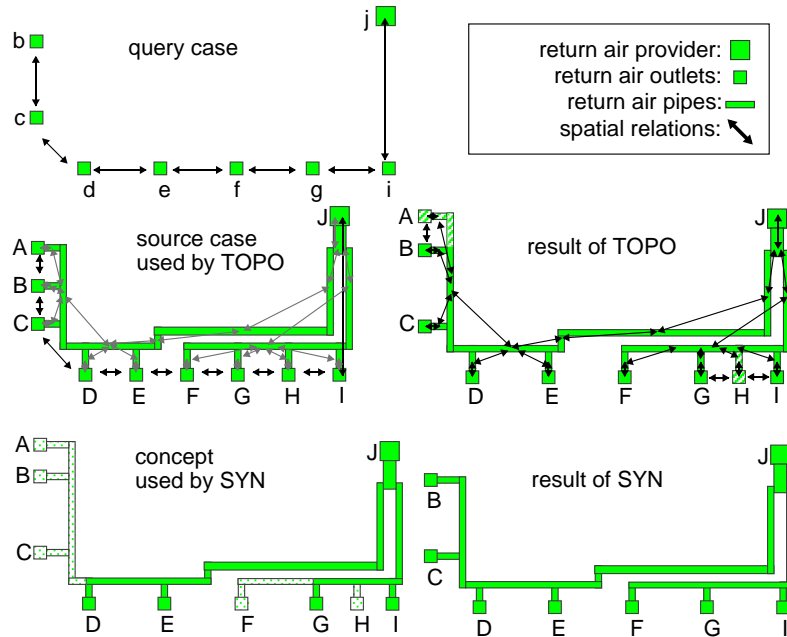 j
b
query case
c
d e f g i
return air provider:
return air outlets:
return air pipes:
spatial relations:
J
A
source case
used by TOPO
B
C
D E F G H I
A
J
result of TOPO
B
C
D E F G H I
A
concept
used by SYN
J
B
C
D E F G H I
J
result of SYN
B
C
D E F G I